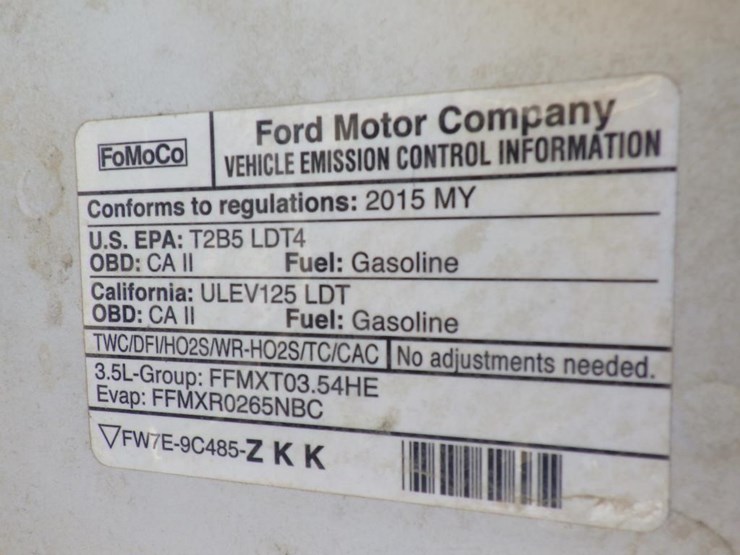 FoMoCo
Ford Motor Company
VEHICLE EMISSION CONTROL INFORMATION
Conforms to regulations: 2015 MY
U.S. EPA: T2B5 LDT4
OBD: CA II Fuel: Gasoline
California: ULEV125 LDT
OBD: CA II Fuel: Gasoline
TWC/DFI/HO2S/WR-HO2S/TC/CAC No adjustments needed.
3.5L-Group: FFMXT03.54HE
Evap: FFMXR0265NBC
FW7E-9C485-Z K K